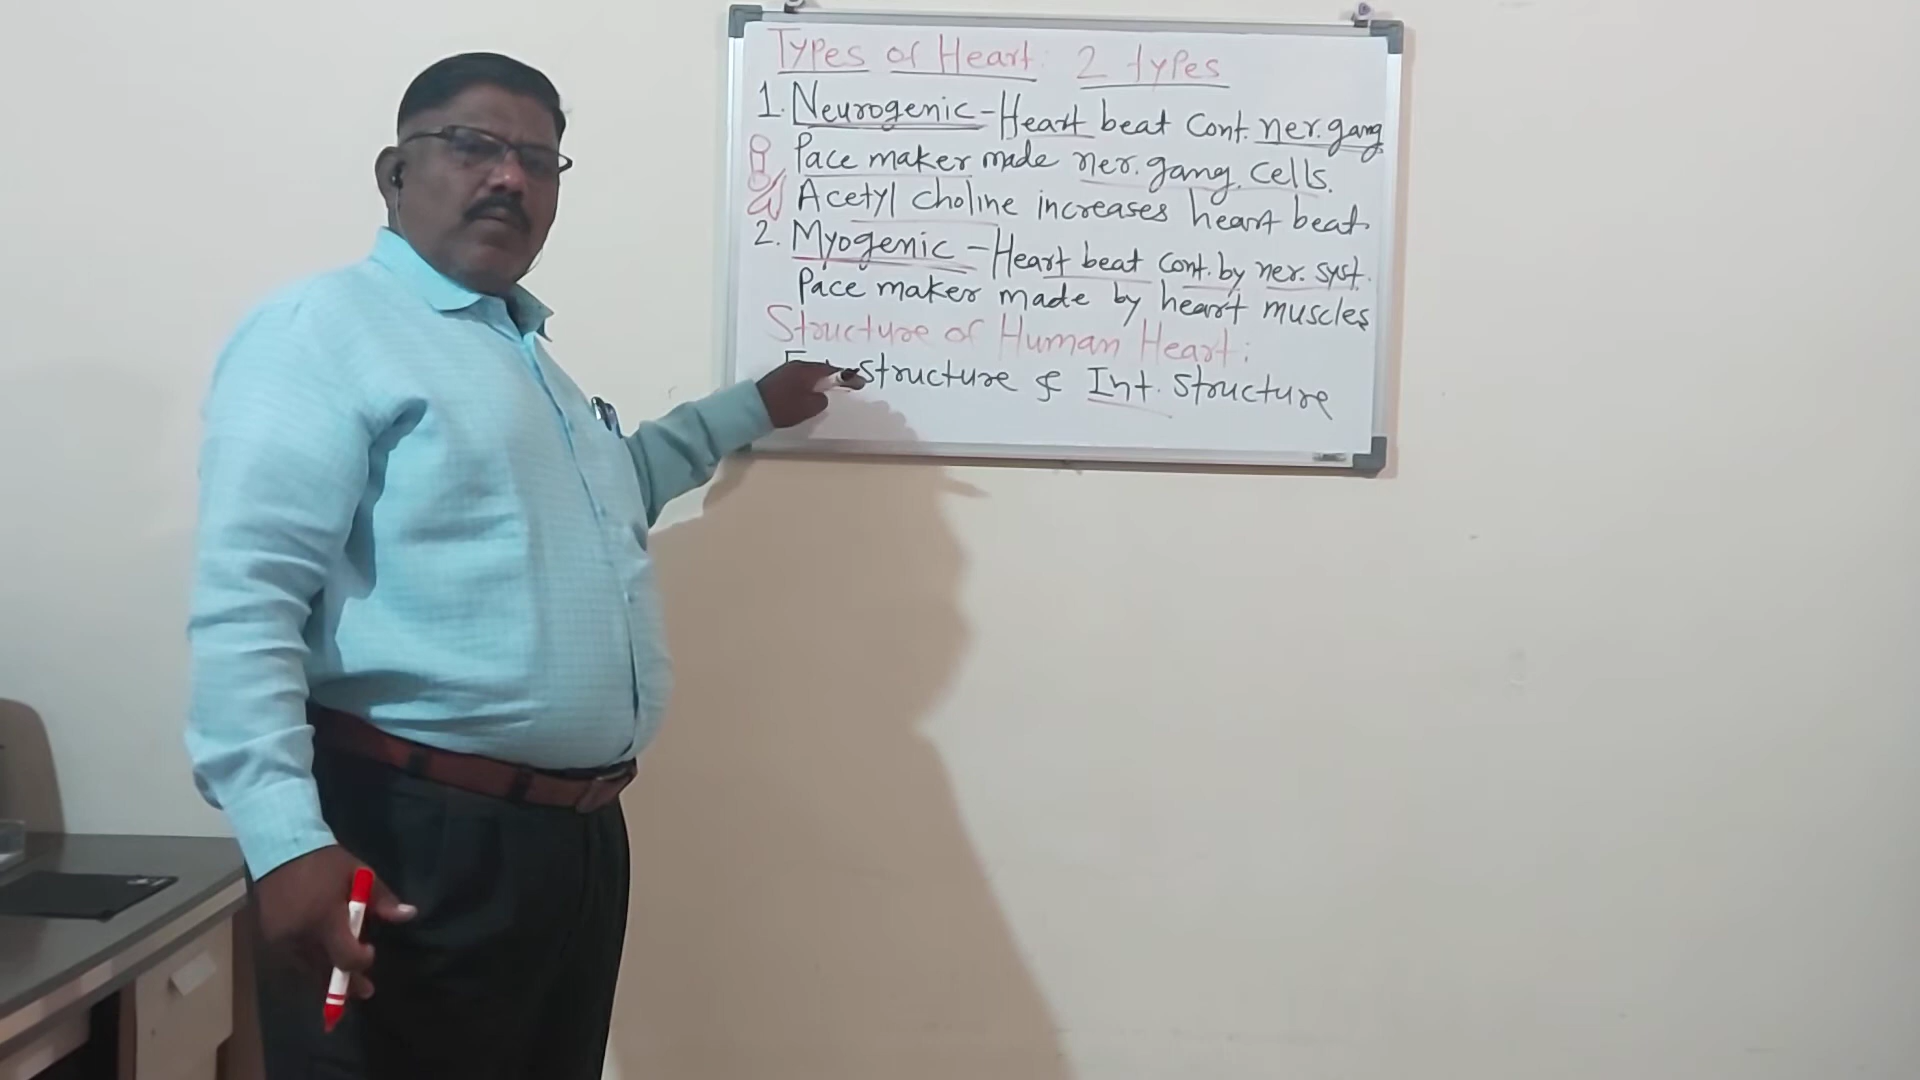 Types of Heart: 2 types
1. Neurogenic - Heart beat Cont. ner. gang
Pace maker made ner. gang. cells.
Acetyl choline increases heart beat.
2. Myogenic - Heart beat Cont. by ner. syst.
Pace maker made by heart muscles
Structure of Human Heart:
structure & Int. structure